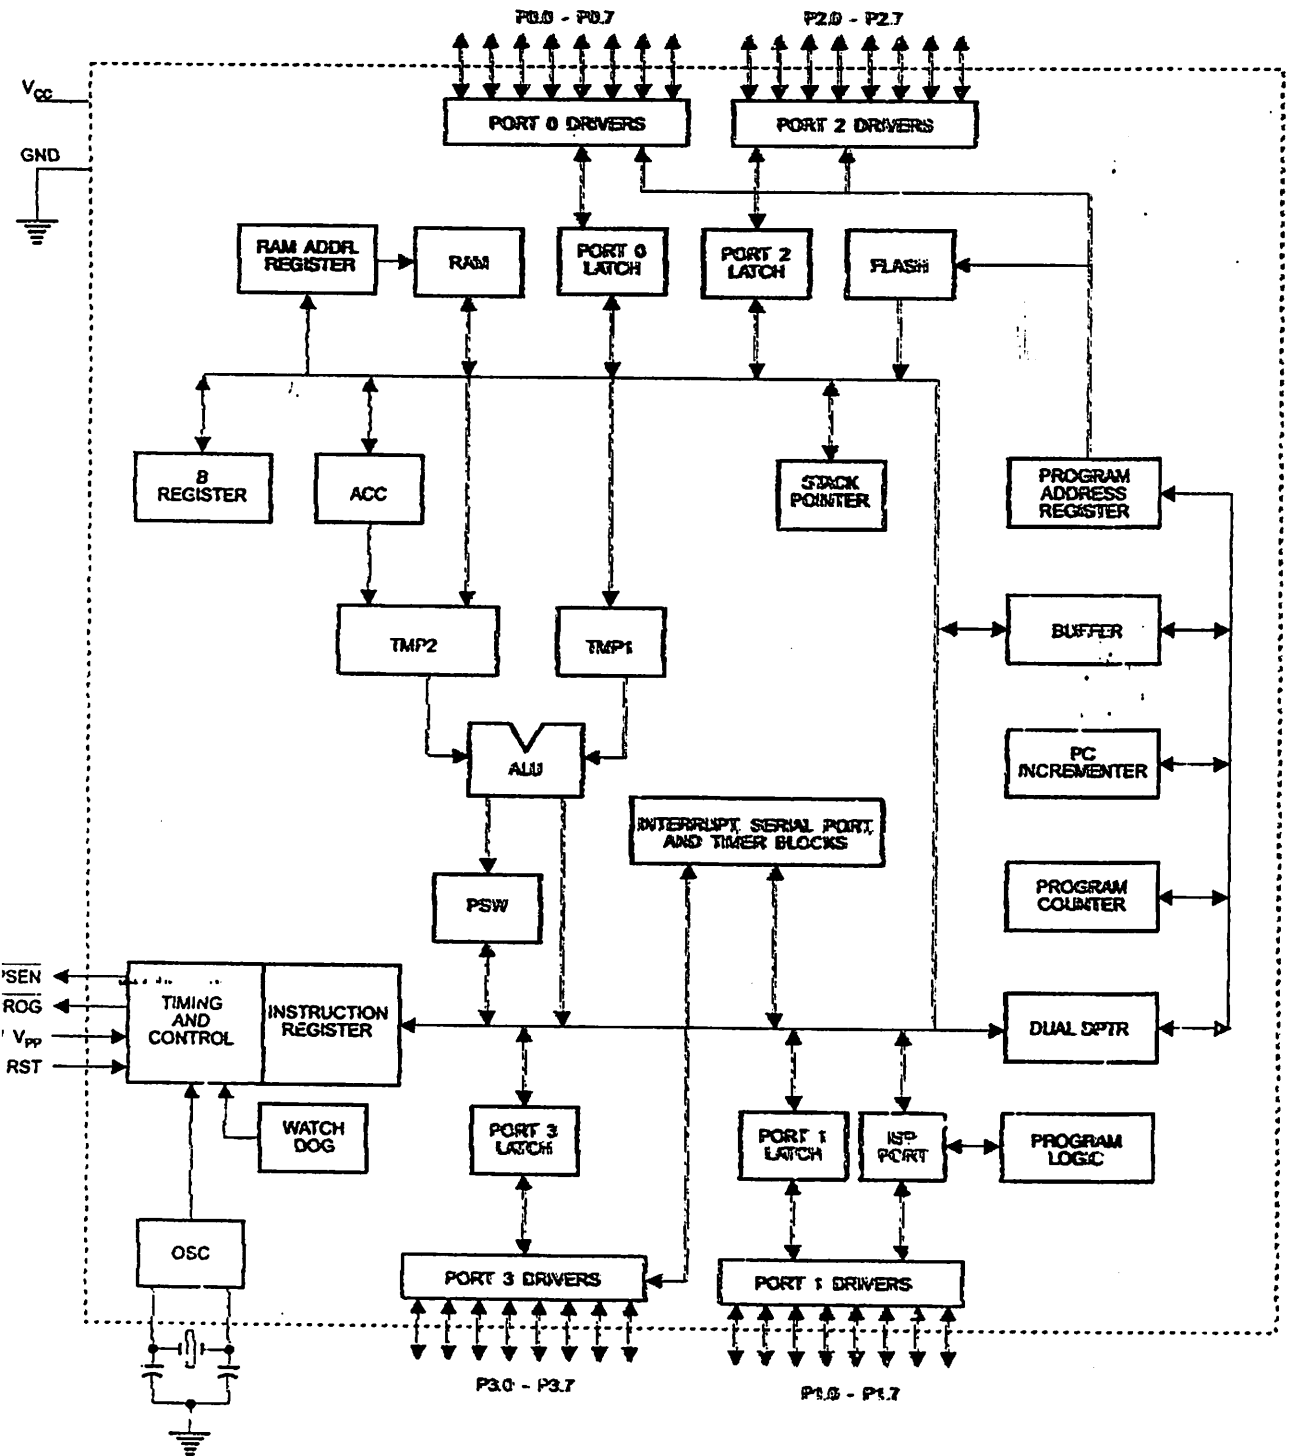 P0.0 - P0.7
P2.0 - P2.7
VCC
GND
PORT 0 DRIVERS
PORT 2 DRIVERS
RAM ADDR.
REGISTER
RAM
PORT 0
LATCH
PORT 2
LATCH
FLASH
B
REGISTER
ACC
STACK
POINTER
PROGRAM
ADDRESS
REGISTER
BUFFER
TMP2
TMP1
ALU
PC
INCREMENTER
INTERRUPT, SERIAL PORT,
AND TIMER BLOCKS
PROGRAM
COUNTER
PSW
PSEN
ROG
/ VPP
RST
TIMING
AND
CONTROL
INSTRUCTION
REGISTER
DUAL DPTR
WATCH
DOG
PORT 3
LATCH
PORT 1
LATCH
ISP
PORT
PROGRAM
LOGIC
OSC
PORT 3 DRIVERS
PORT 1 DRIVERS
P3.0 - P3.7
P1.0 - P1.7